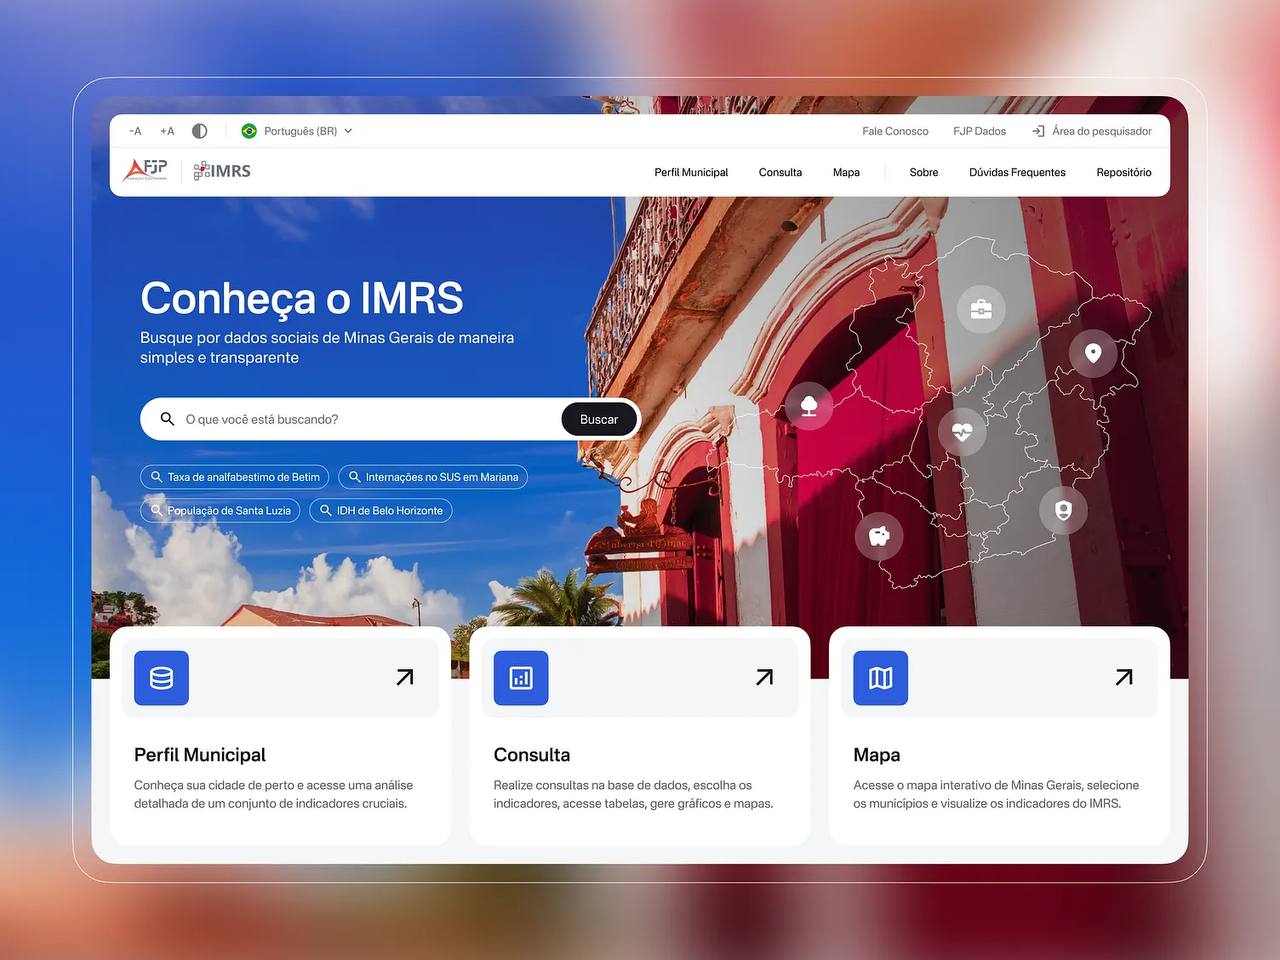 -A +A Português (BR) Fale Conosco FJP Dados Área do pesquisador
FJP IMRS Perfil Municipal Consulta Mapa Sobre Dúvidas Frequentes Repositório
Conheça o IMRS
Busque por dados sociais de Minas Gerais de maneira
simples e transparente
O que você está buscando? Buscar
Taxa de analfabestimo de Betim Internações no SUS em Mariana
População de Santa Luzia IDH de Belo Horizonte
Perfil Municipal
Conheça sua cidade de perto e acesse uma análise
detalhada de um conjunto de indicadores cruciais.
Consulta
Realize consultas na base de dados, escolha os
indicadores, acesse tabelas, gere gráficos e mapas.
Mapa
Acesse o mapa interativo de Minas Gerais, selecione
os municípios e visualize os indicadores do IMRS.